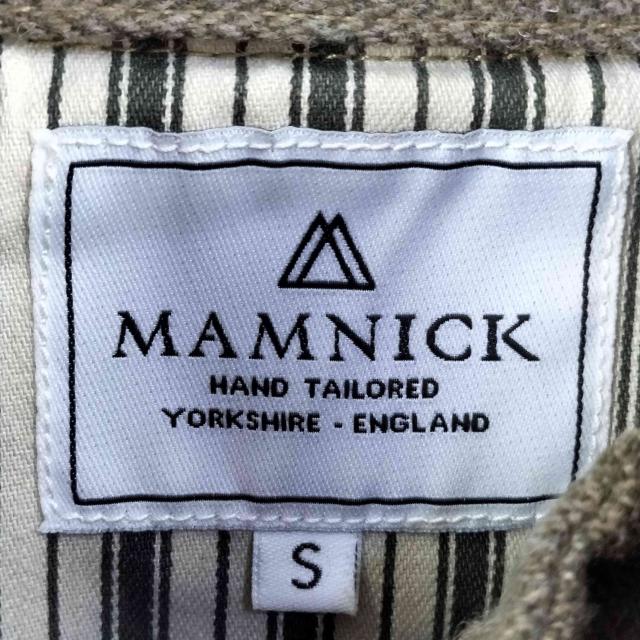 MAMNICK
HAND TAILORED
YORKSHIRE - ENGLAND
S